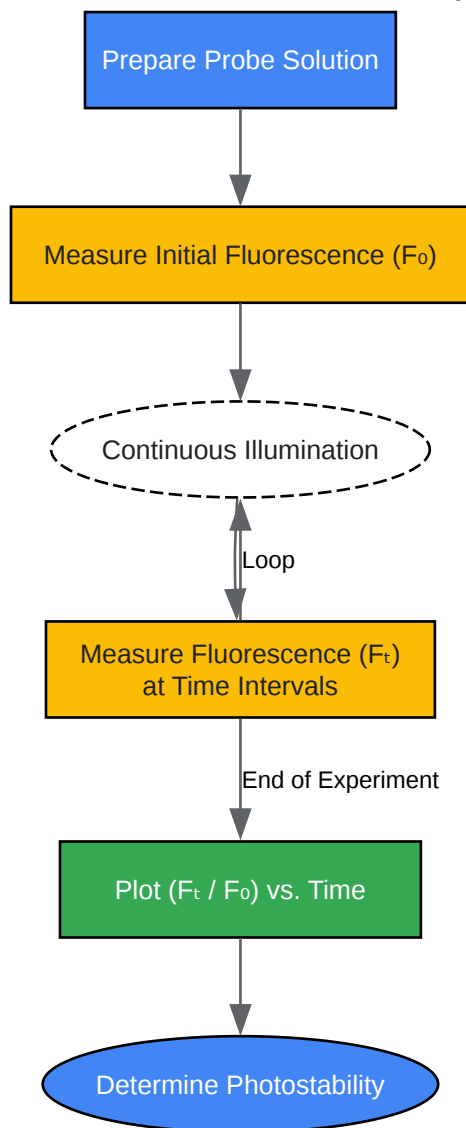 Prepare Probe Solution
Measure Initial Fluorescence (F₀)
Continuous Illumination
Loop
Measure Fluorescence (Fₜ)
at Time Intervals
End of Experiment
Plot (Fₜ / F₀) vs. Time
Determine Photostability